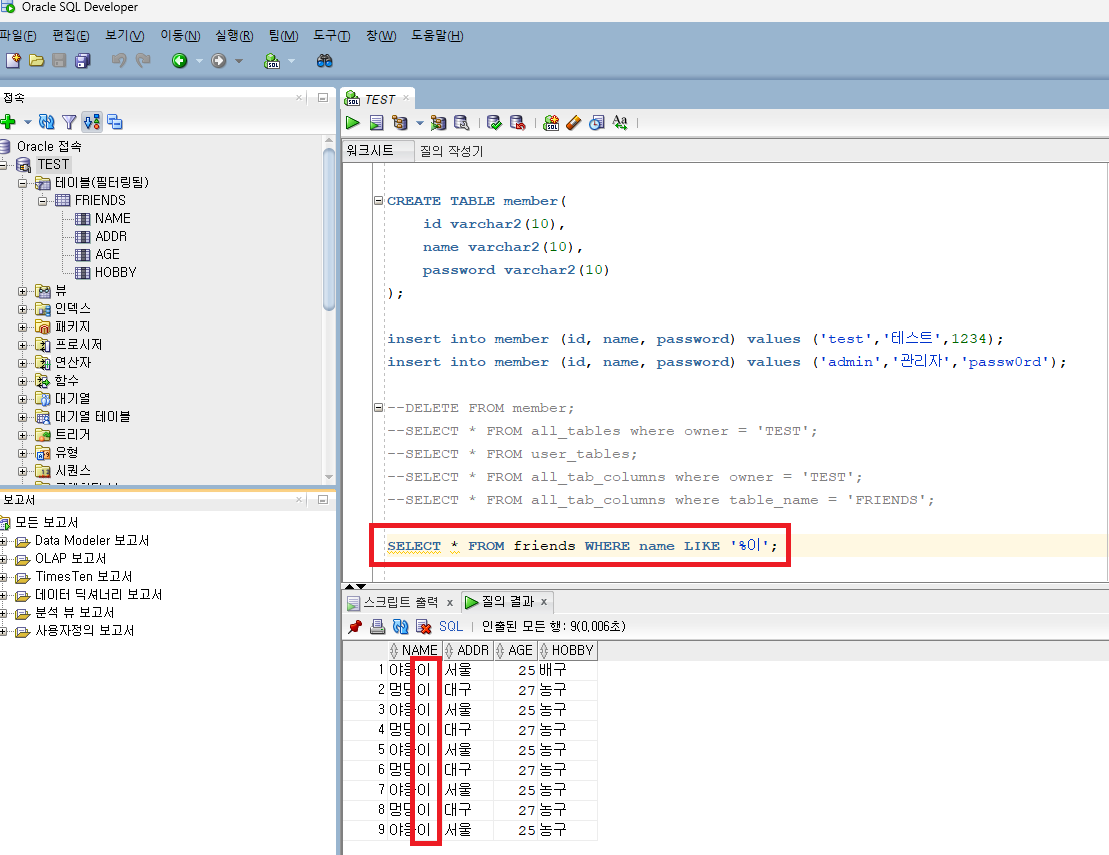 Oracle SQL Developer
파일(F) 편집(E) 보기(V) 이동(N) 실행(R) 팀(M) 도구(T) 창(W) 도움말(H)
접속
Oracle 접속
TEST
테이블(필터링됨)
FRIENDS
NAME
ADDR
AGE
HOBBY
뷰
인덱스
패키지
프로시저
연산자
함수
대기열
대기열 테이블
트리거
유형
시퀀스
보고서
모든 보고서
Data Modeler 보고서
OLAP 보고서
TimesTen 보고서
데이터 딕셔너리 보고서
분석 뷰 보고서
사용자정의 보고서
TEST
워크시트 질의 작성기
CREATE TABLE member(
id varchar2(10),
name varchar2(10),
password varchar2(10)
);
insert into member (id, name, password) values ('test','테스트',1234);
insert into member (id, name, password) values ('admin','관리자','passw0rd');
--DELETE FROM member;
--SELECT * FROM all_tables where owner = 'TEST';
--SELECT * FROM user_tables;
--SELECT * FROM all_tab_columns where owner = 'TEST';
--SELECT * FROM all_tab_columns where table_name = 'FRIENDS';
SELECT * FROM friends WHERE name LIKE '%이';
스크립트 출력 x 질의 결과 x
SQL | 인출된 모든 행: 9(0,006초)
NAME ADDR AGE HOBBY
1 야옹이 서울 25 배구
2 멍멍이 대구 27 농구
3 야옹이 서울 25 농구
4 멍멍이 대구 27 농구
5 야옹이 서울 25 농구
6 멍멍이 대구 27 농구
7 야옹이 서울 25 농구
8 멍멍이 대구 27 농구
9 야옹이 서울 25 농구